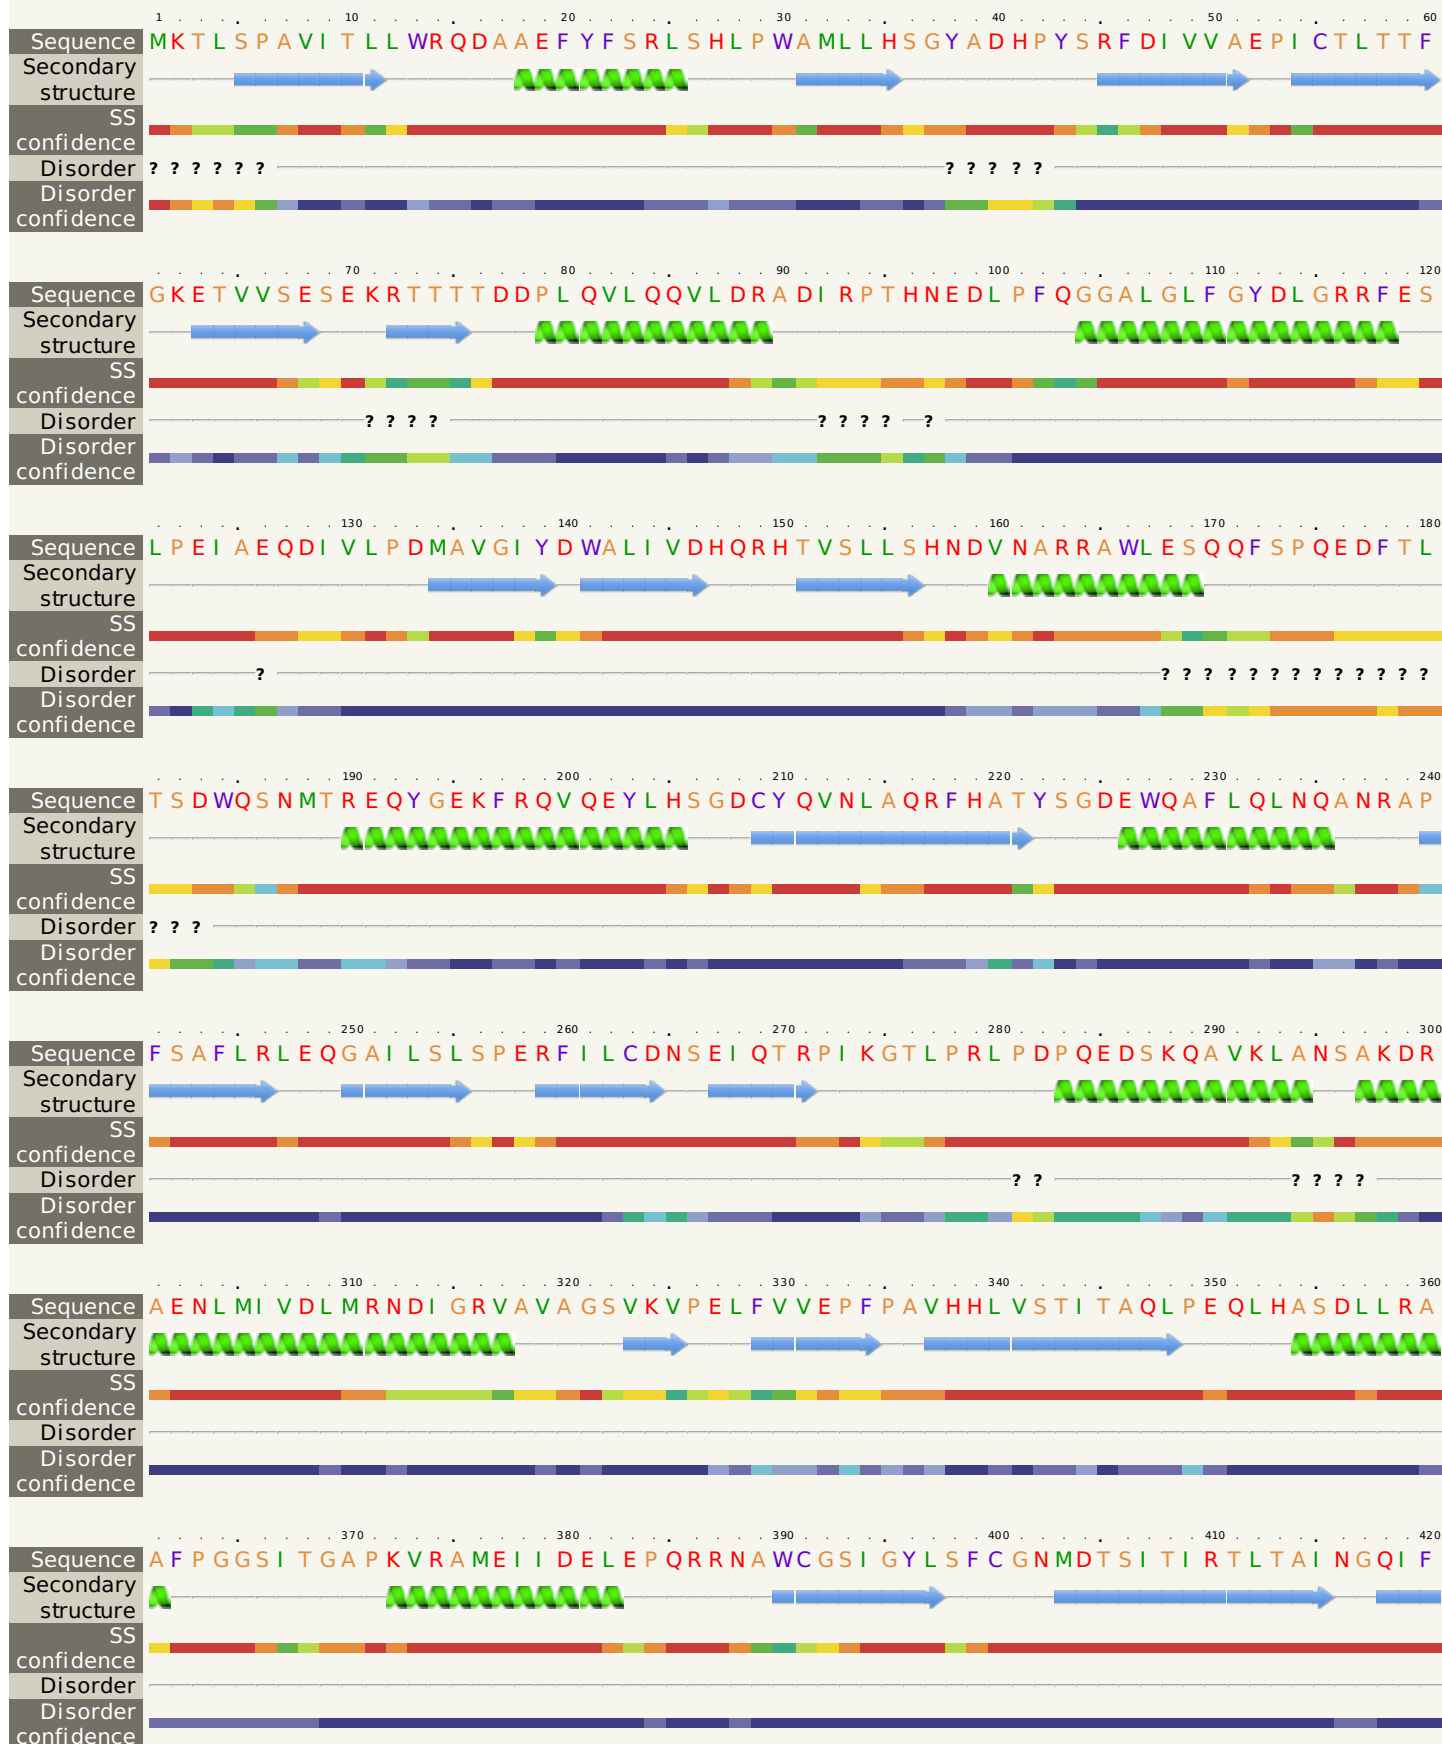 1 . . . . . . . . 10 . . . . . . . . . 20 . . . . . . . . . 30 . . . . . . . . . 40 . . . . . . . . . 50 . . . . . . . . . 60
Sequence MKTLSPAVITLLWRQDAAEFYFSRLSHLPWAMLLHSGYADHPYSRFDIVVAEPICTLTTF
Secondary
structure
SS
confidence
Disorder ? ? ? ? ? ? ? ? ? ? ?
Disorder
confidence
. . . . . . . . . 70 . . . . . . . . . 80 . . . . . . . . . 90 . . . . . . . . . 100 . . . . . . . . . 110 . . . . . . . . . 120
Sequence GKETVVSESEKRTTTTDDPLQVLQQVLDRADIRPTHNEDLPFQGGALGLFGYDLGRRFES
Secondary
structure
SS
confidence
Disorder ? ? ? ? ? ? ? ? ?
Disorder
confidence
. . . . . . . . . 130 . . . . . . . . . 140 . . . . . . . . . 150 . . . . . . . . . 160 . . . . . . . . . 170 . . . . . . . . . 180
Sequence LPEIAEQDIVLPDMAVGIYDWALIVDHQRHTVSLLSHNDVNARRAWLESQQFSPQEDFTL
Secondary
structure
SS
confidence
Disorder ? ? ? ? ? ? ? ? ? ? ? ? ? ?
Disorder
confidence
. . . . . . . . . 190 . . . . . . . . . 200 . . . . . . . . . 210 . . . . . . . . . 220 . . . . . . . . . 230 . . . . . . . . . 240
Sequence TSDWQSNMTREQYGEKFRQVQEYLHSGDCYQVNLAQRFHATYSGDEWQAFLQLNQANRAP
Secondary
structure
SS
confidence
Disorder ? ? ?
Disorder
confidence
. . . . . . . . . 250 . . . . . . . . . 260 . . . . . . . . . 270 . . . . . . . . . 280 . . . . . . . . . 290 . . . . . . . . . 300
Sequence FSAFLRLEQGAILSLSPERFILCDNSEIQTRPIKGTLPRLPDPQEDSKQAVKLANSAKDR
Secondary
structure
SS
confidence
Disorder ? ? ? ? ? ?
Disorder
confidence
. . . . . . . . . 310 . . . . . . . . . 320 . . . . . . . . . 330 . . . . . . . . . 340 . . . . . . . . . 350 . . . . . . . . . 360
Sequence AENLMIVDLMRNDIGRVAVAGSVKVPELFVVEPFPAVHHLVSTITAQLPEQLHASDLLRA
Secondary
structure
SS
confidence
Disorder
Disorder
confidence
. . . . . . . . . 370 . . . . . . . . . 380 . . . . . . . . . 390 . . . . . . . . . 400 . . . . . . . . . 410 . . . . . . . . . 420
Sequence AFPGGSITGAPKVRAMEIIDELEPQRRNAWCGSIGYLSFCGNMDTSITIRTLTAINGQIF
Secondary
structure
SS
confidence
Disorder
Disorder
confidence